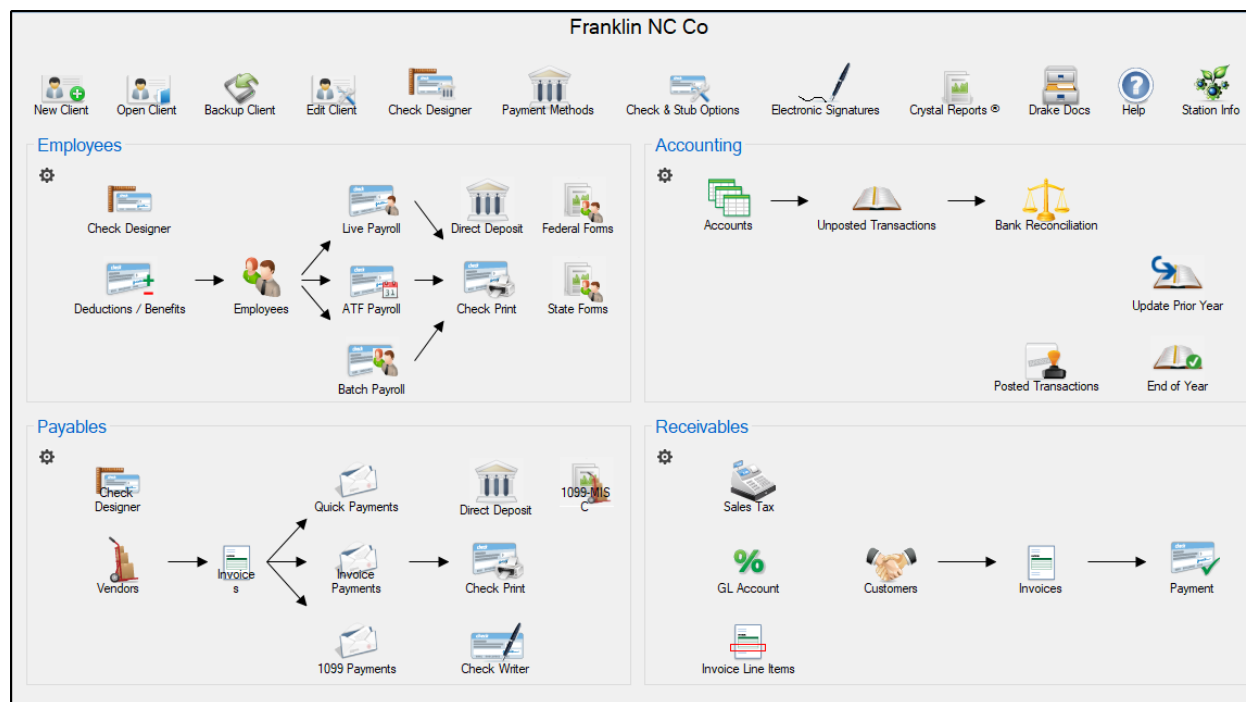 Franklin NC Co
New Client
Open Client
Backup Client
Edit Client
Check Designer
Payment Methods
Check & Stub Options
Electronic Signatures
Crystal Reports ®
Drake Docs
Help
Station Info
Employees
Check Designer
Live Payroll
Direct Deposit
Federal Forms
Deductions / Benefits
Employees
ATF Payroll
Check Print
State Forms
Batch Payroll
Accounting
Accounts
Unposted Transactions
Bank Reconciliation
Update Prior Year
Posted Transactions
End of Year
Payables
Check
Designer
Quick Payments
Direct Deposit
1099-MIS
C
Vendors
Invoice
s
Invoice
Payments
Check Print
1099 Payments
Check Writer
Receivables
Sales Tax
GL Account
Customers
Invoices
Payment
Invoice Line Items